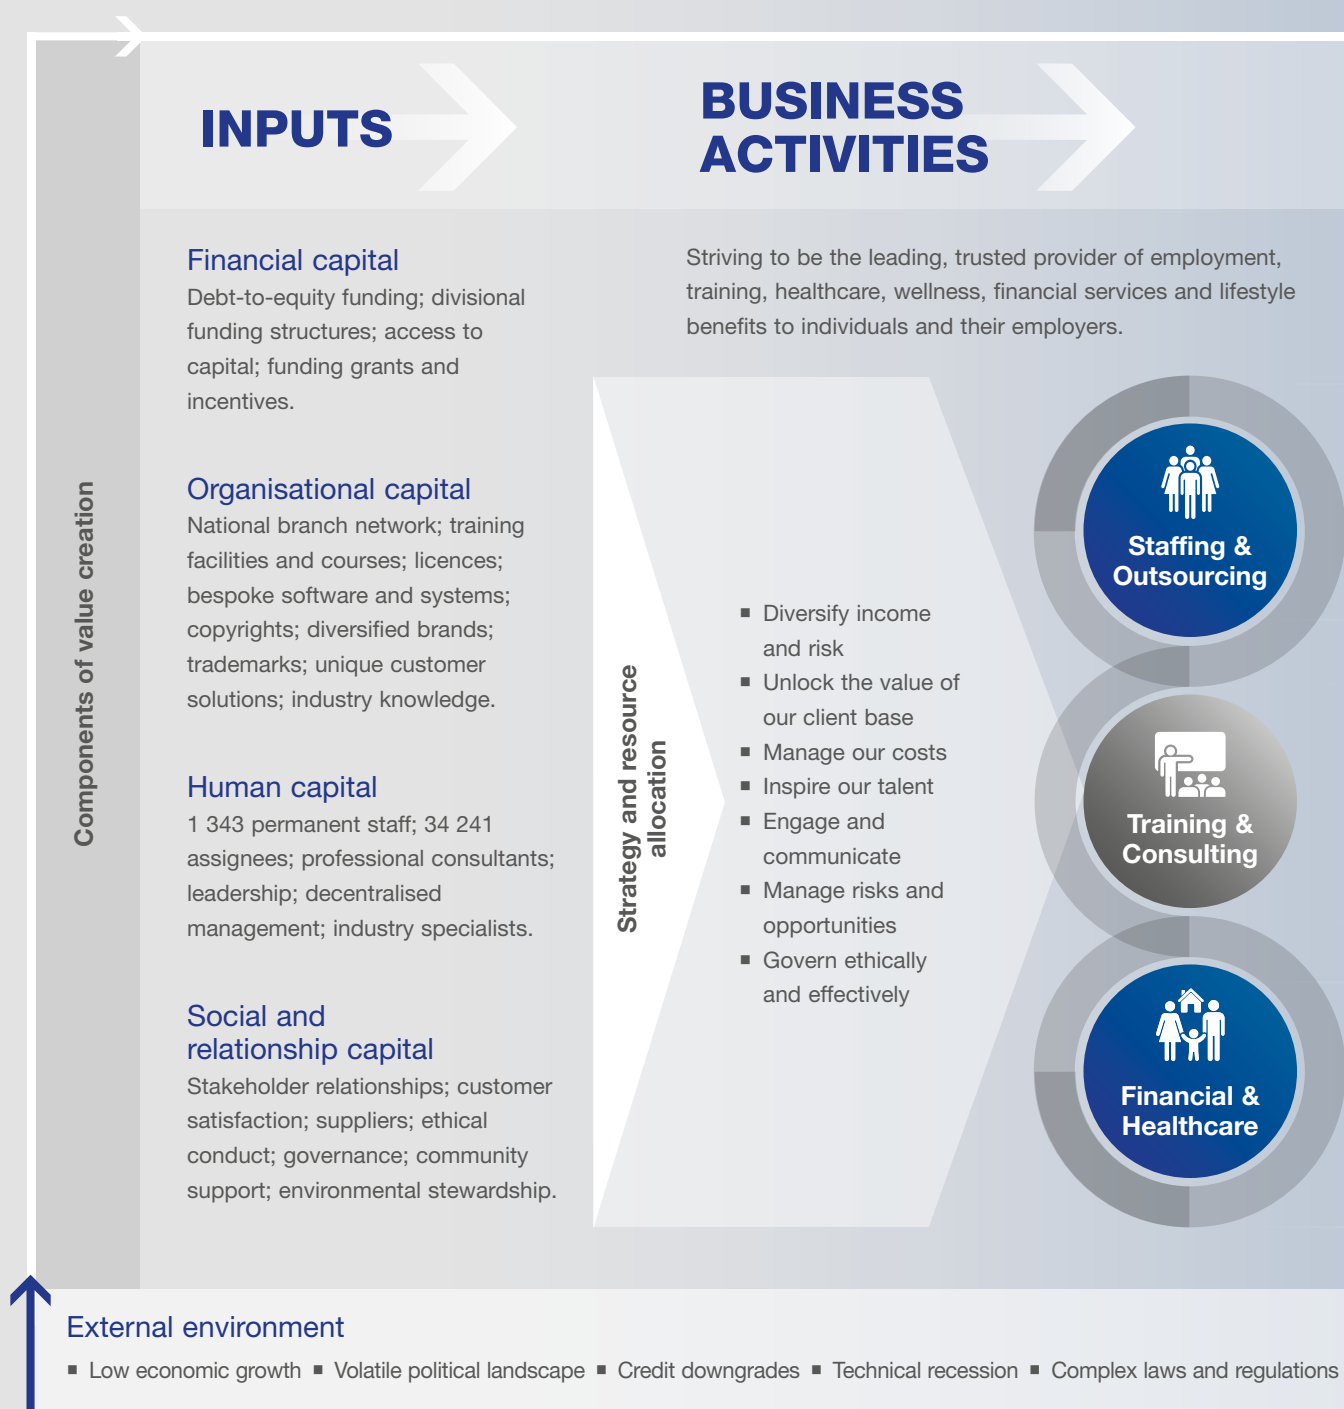 INPUTS
BUSINESS
ACTIVITIES
Components of value creation
Financial capital
Debt-to-equity funding; divisional
funding structures; access to
capital; funding grants and
incentives.
Organisational capital
National branch network; training
facilities and courses; licences;
bespoke software and systems;
copyrights; diversified brands;
trademarks; unique customer
solutions; industry knowledge.
Human capital
1 343 permanent staff; 34 241
assignees; professional consultants;
leadership; decentralised
management; industry specialists.
Social and
relationship capital
Stakeholder relationships; customer
satisfaction; suppliers; ethical
conduct; governance; community
support; environmental stewardship.
Striving to be the leading, trusted provider of employment,
training, healthcare, wellness, financial services and lifestyle
benefits to individuals and their employers.
Strategy and resource
allocation
▪ Diversify income
and risk
▪ Unlock the value of
our client base
▪ Manage our costs
▪ Inspire our talent
▪ Engage and
communicate
▪ Manage risks and
opportunities
▪ Govern ethically
and effectively
Staffing &
Outsourcing
Training &
Consulting
Financial &
Healthcare
External environment
▪ Low economic growth ▪ Volatile political landscape ▪ Credit downgrades ▪ Technical recession ▪ Complex laws and regulations